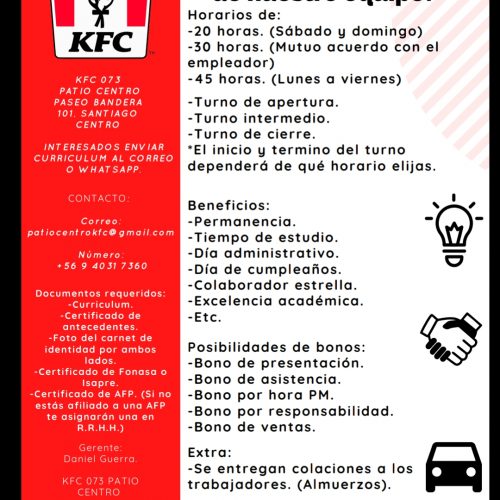 KFC
KFC 073
PATIO CENTRO
PASEO BANDERA
101. SANTIAGO
CENTRO
INTERESADOS ENVIAR
CURRICULUM AL CORREO
O WHATSAPP.
CONTACTO:
Correo:
patiocentrokfc@gmail.com
Número:
+56 9 4031 7360
Documentos requeridos:
-Curriculum.
-Certificado de
antecedentes.
-Foto del carnet de
identidad por ambos
lados.
-Certificado de Fonasa o
Isapre.
-Certificado de AFP. (Si no
estás afiliado a una AFP
te asignarán una en
R.R.H.H.)
Gerente:
Daniel Guerra.
KFC 073 PATIO
CENTRO
de nuestro equipo!
Horarios de:
-20 horas. (Sábado y domingo)
-30 horas. (Mutuo acuerdo con el
empleador)
-45 horas. (Lunes a viernes)
-Turno de apertura.
-Turno intermedio.
-Turno de cierre.
*El inicio y termino del turno
dependerá de qué horario elijas.
Beneficios:
-Permanencia.
-Tiempo de estudio.
-Día administrativo.
-Día de cumpleaños.
-Colaborador estrella.
-Excelencia académica.
-Etc.
Posibilidades de bonos:
-Bono de presentación.
-Bono de asistencia.
-Bono por hora PM.
-Bono por responsabilidad.
-Bono de ventas.
Extra:
-Se entregan colaciones a los
trabajadores. (Almuerzos).